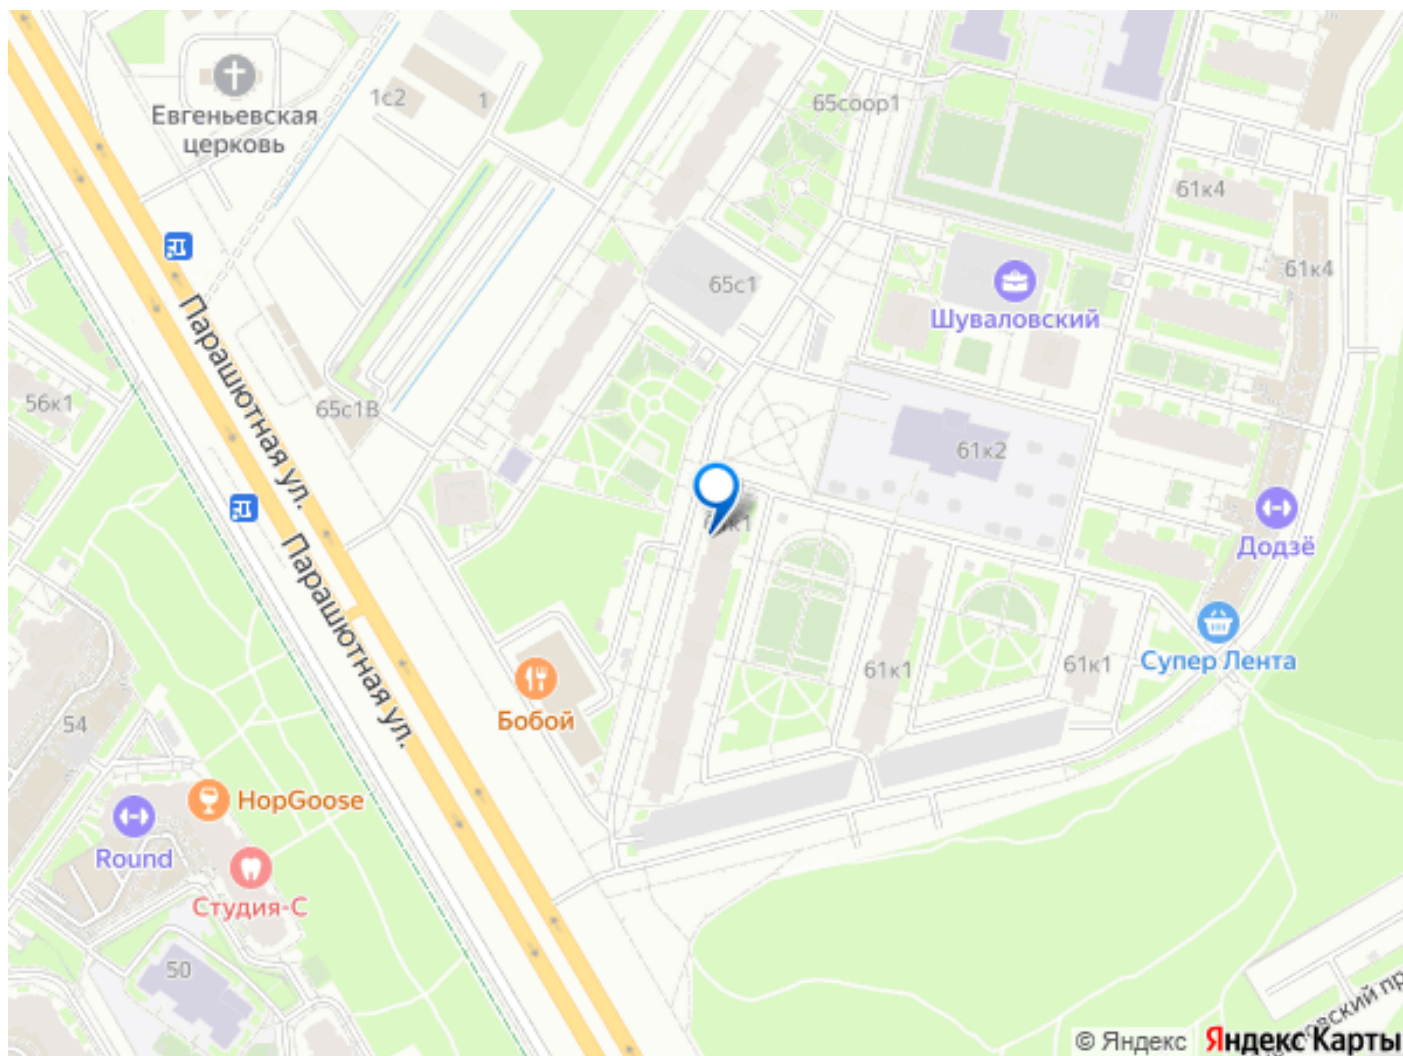 Евгеньевская
церковь
1с2
1
65соор1
61к4
65с1
61к4
Шуваловский
Парашютная ул.
56к1
65с1В
61к2
Додзё
Парашютная ул.
Супер Лента
61к1
61к1
Бобой
54
HopGoose
Round
Студия-С
50
© Яндекс
Яндекс Карты